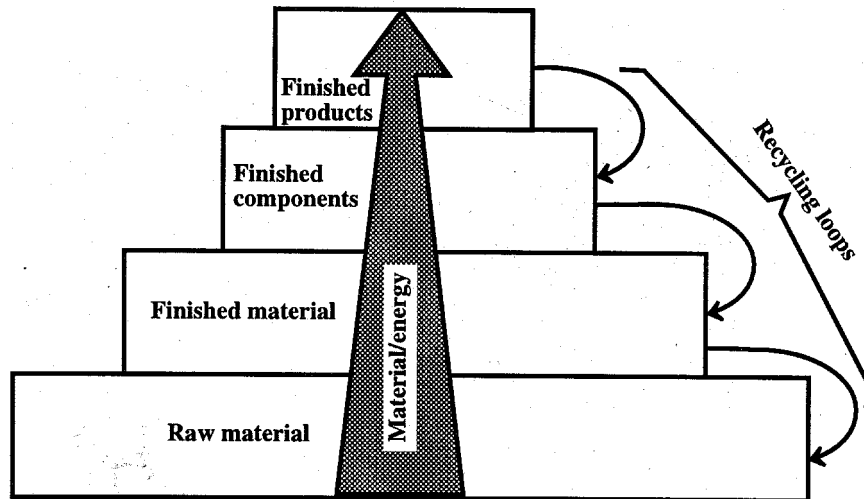 Finished
products
Finished
components
Finished material
Raw material
Material/energy
Recycling loops